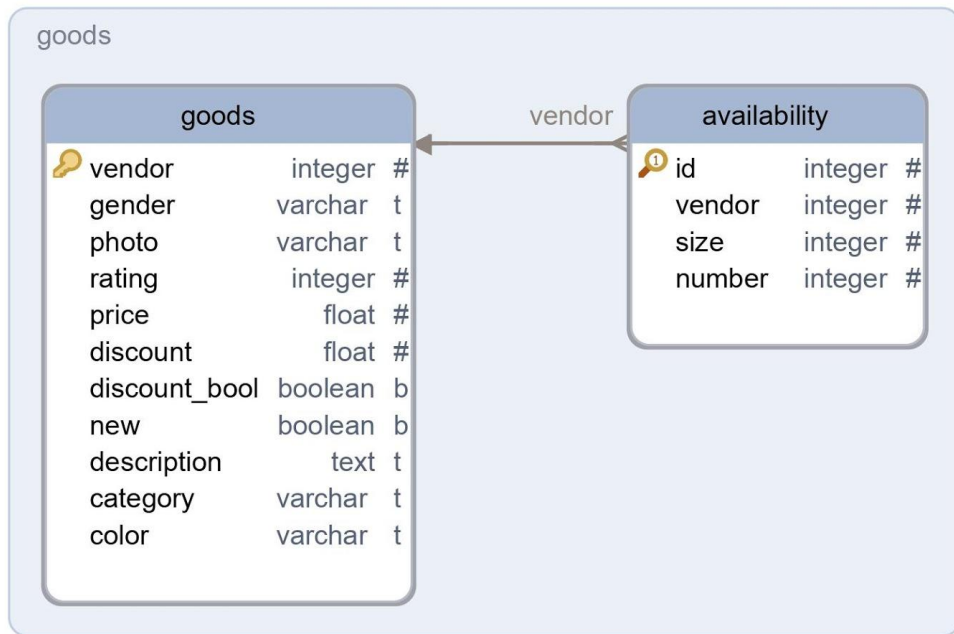 goods
goods
vendor integer #
gender varchar t
photo varchar t
rating integer #
price float #
discount float #
discount_bool boolean b
new boolean b
description text t
category varchar t
color varchar t
vendor
availability
1 id integer #
vendor integer #
size integer #
number integer #